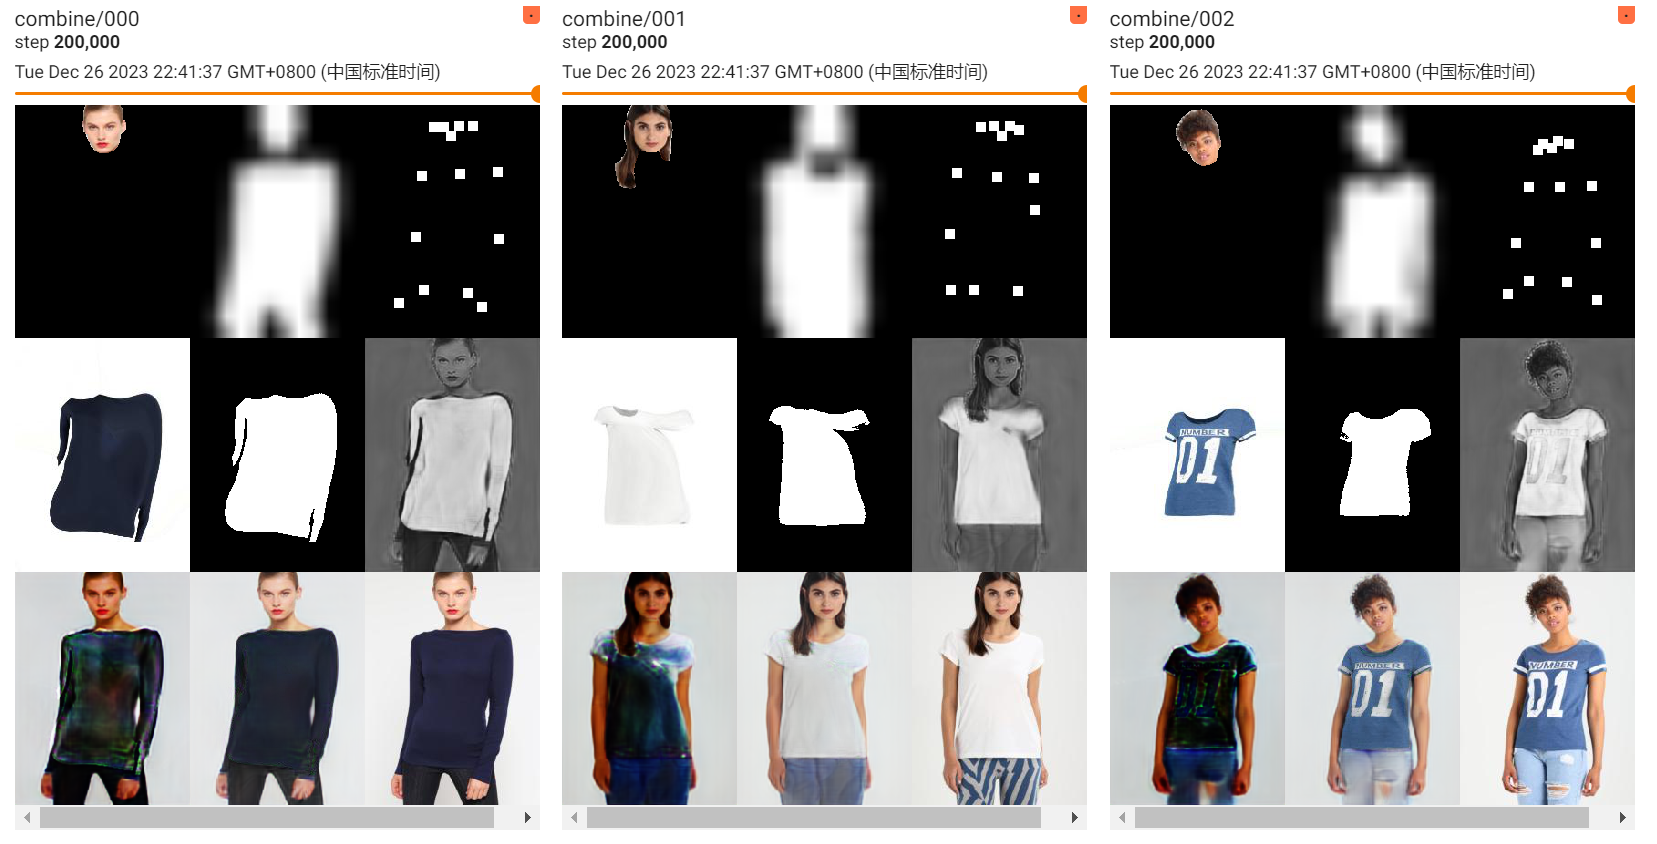 combine/000
step 200,000
Tue Dec 26 2023 22:41:37 GMT+0800 (中国标准时间)
combine/001
step 200,000
Tue Dec 26 2023 22:41:37 GMT+0800 (中国标准时间)
combine/002
step 200,000
Tue Dec 26 2023 22:41:37 GMT+0800 (中国标准时间)
NUMBER
01
01
NUMBER
01
NUMBER
01